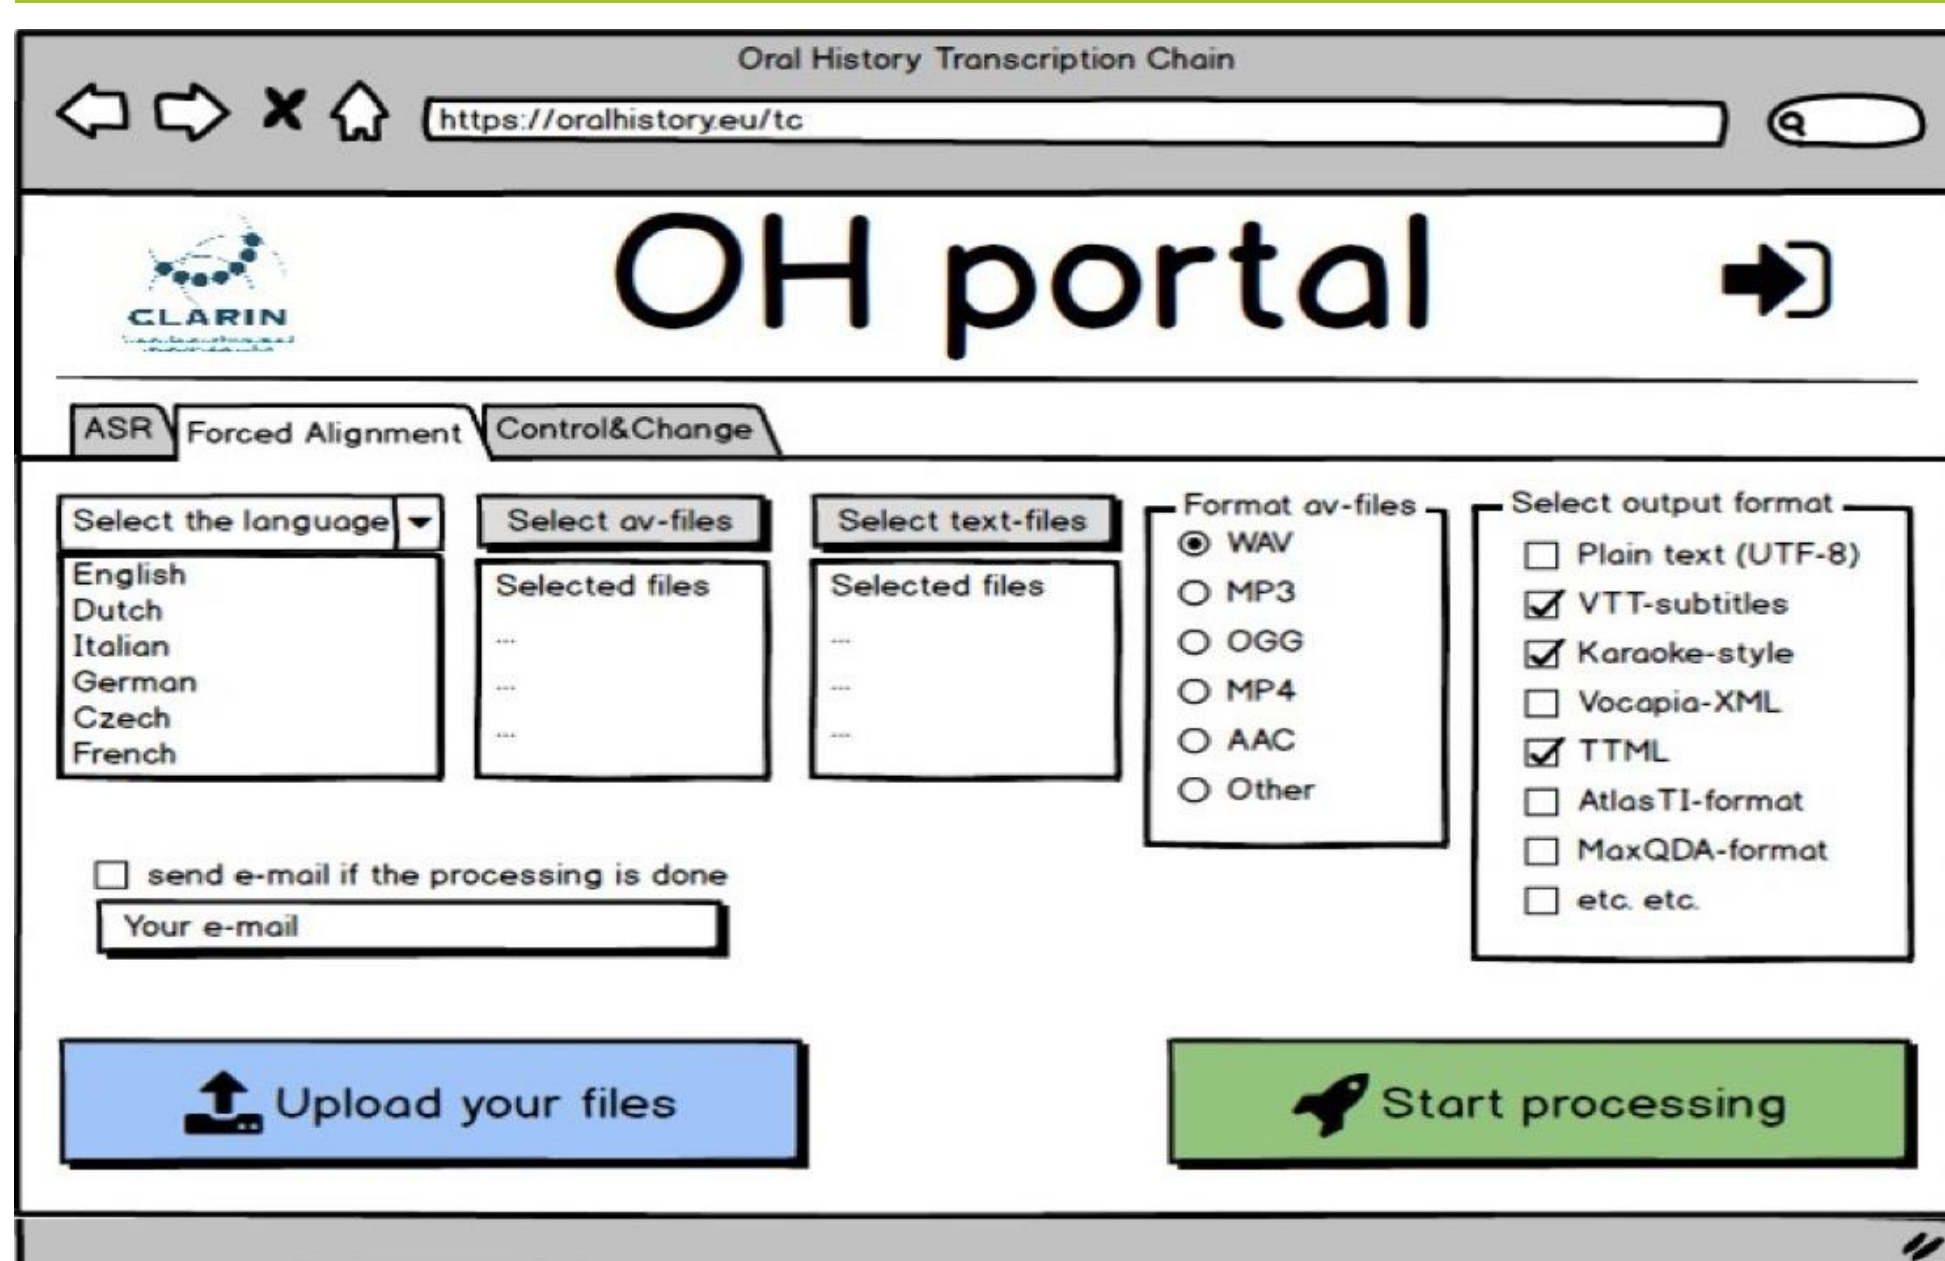 Oral History Transcription Chain
https://oralhistory.eu/tc
OH portal
CLARIN
ASR
Forced Alignment
Control&Change
Select the language
English
Dutch
Italian
German
Czech
French
Select av-files
Selected files
...
...
...
Select text-files
Selected files
...
...
...
Format av-files
WAV
MP3
OGG
MP4
AAC
Other
Select output format
Plain text (UTF-8)
VTT-subtitles
Karaoke-style
Vocapia-XML
TTML
AtlasTI-format
MaxQDA-format
etc. etc.
send e-mail if the processing is done
Your e-mail
Upload your files
Start processing